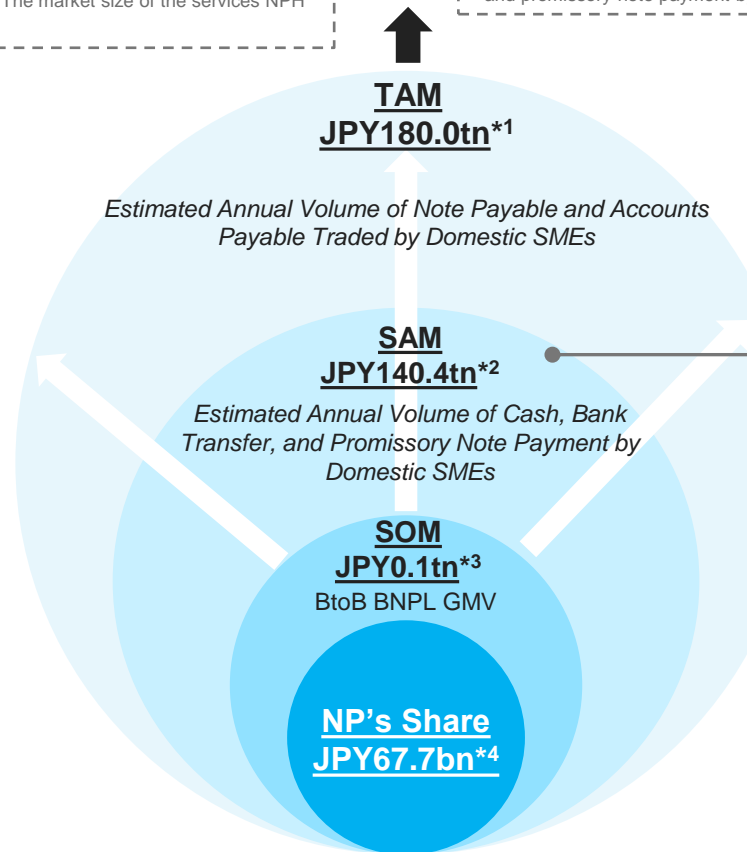 The market size of the services NPH
and promissory note payment b
TAM
JPY180.0tn*1
Estimated Annual Volume of Note Payable and Accounts
Payable Traded by Domestic SMEs
SAM
JPY140.4tn*2
Estimated Annual Volume of Cash, Bank
Transfer, and Promissory Note Payment by
Domestic SMEs
SOM
JPY0.1tn*3
BtoB BNPL GMV
NP's Share
JPY67.7bn*4